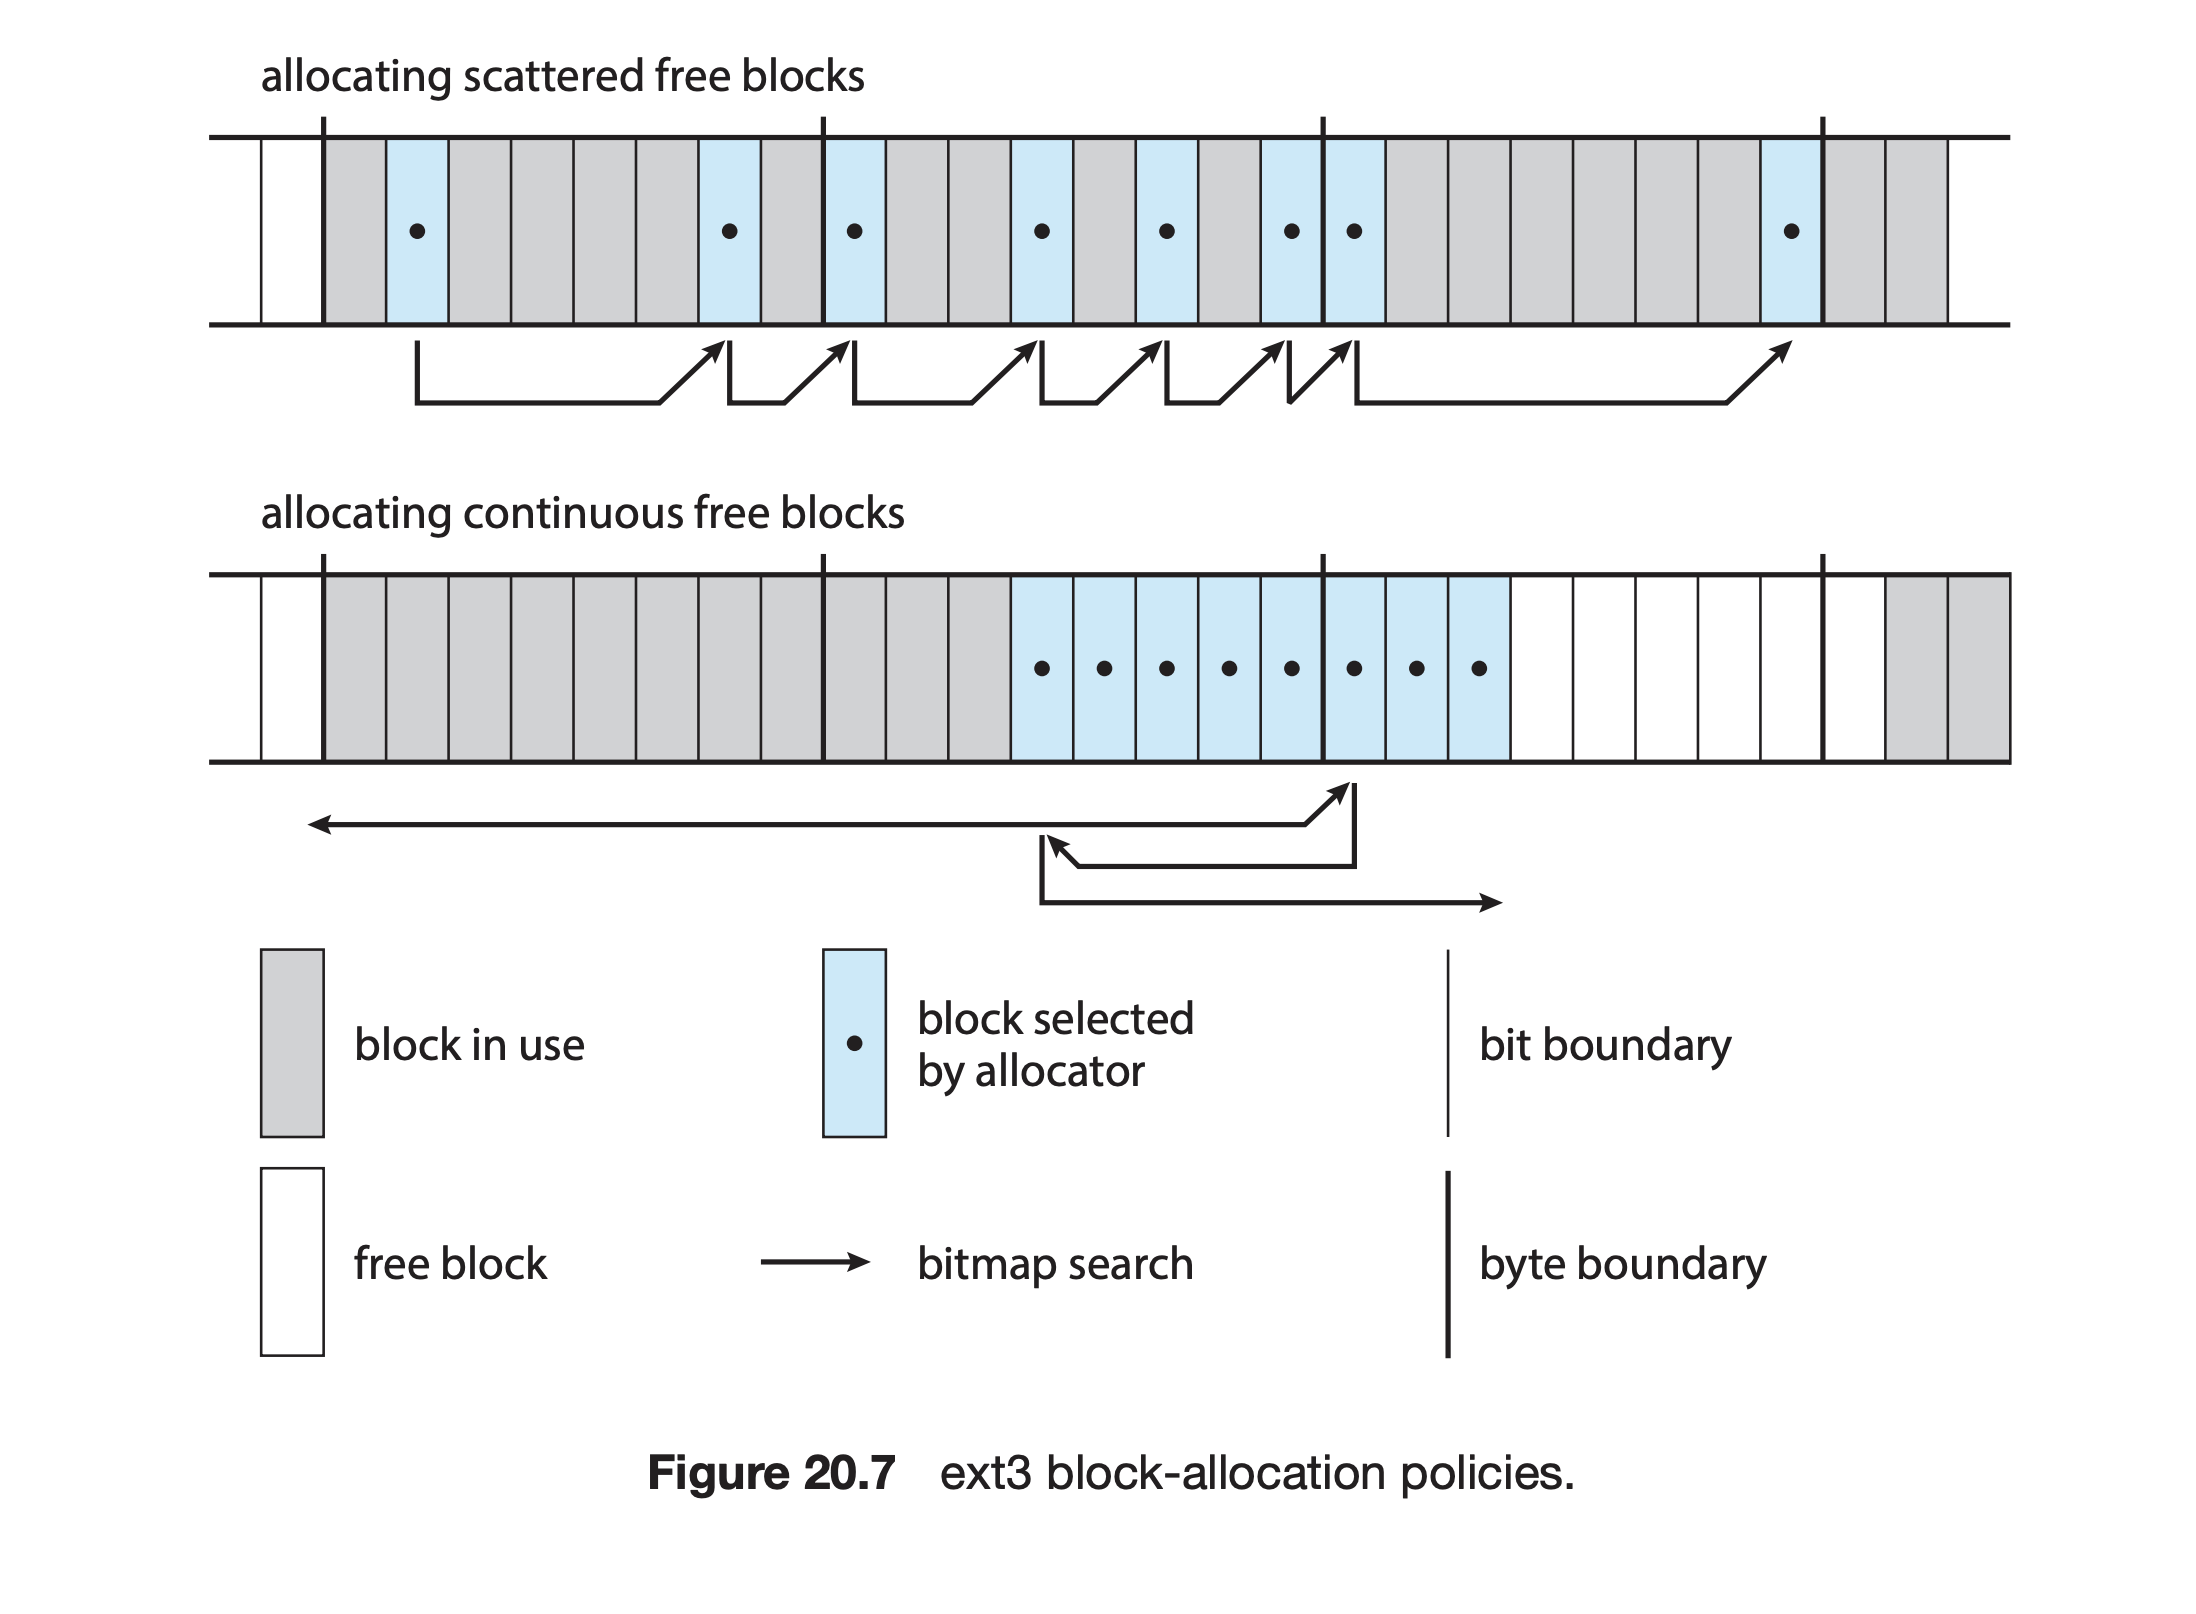 allocating scattered free blocks
allocating continuous free blocks
block in use
block selected
by allocator
bit boundary
free block
bitmap search
byte boundary
Figure 20.7 ext3 block-allocation policies.